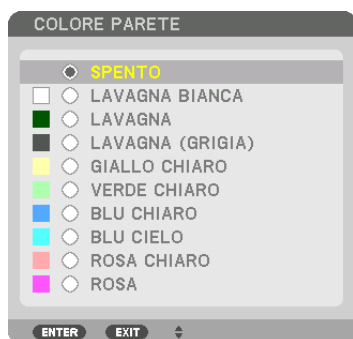 COLORE PARETE
SPENTO
LAVAGNA BIANCA
LAVAGNA
LAVAGNA (GRIGIA)
GIALLO CHIARO
VERDE CHIARO
BLU CHIARO
BLU CIELO
ROSA CHIARO
ROSA
ENTER EXIT